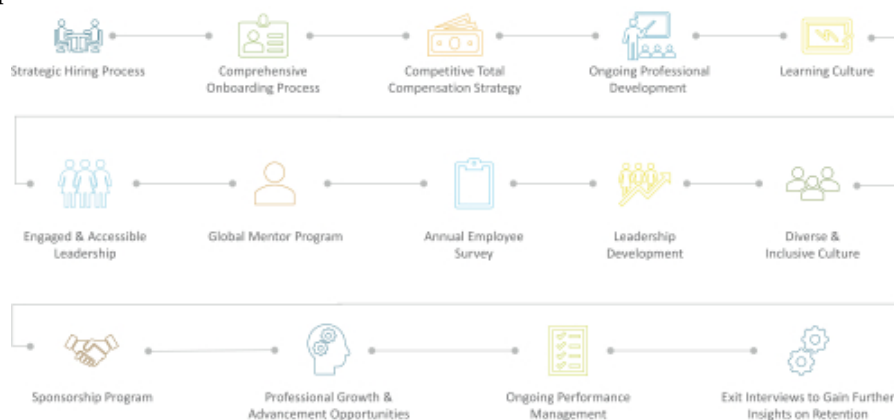 Strategic Hiring Process
Comprehensive
Onboarding Process
Competitive Total
Compensation Strategy
Ongoing Professional
Development
Learning Culture
Engaged & Accessible
Leadership
Global Mentor Program
Annual Employee
Survey
Leadership
Development
Diverse &
Inclusive Culture
Sponsorship Program
Professional Growth &
Advancement Opportunities
Ongoing Performance
Management
Exit Interviews to Gain Further
Insights on Retention